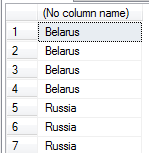 (No column name)
1 Belarus
2 Belarus
3 Belarus
4 Belarus
5 Russia
6 Russia
7 Russia